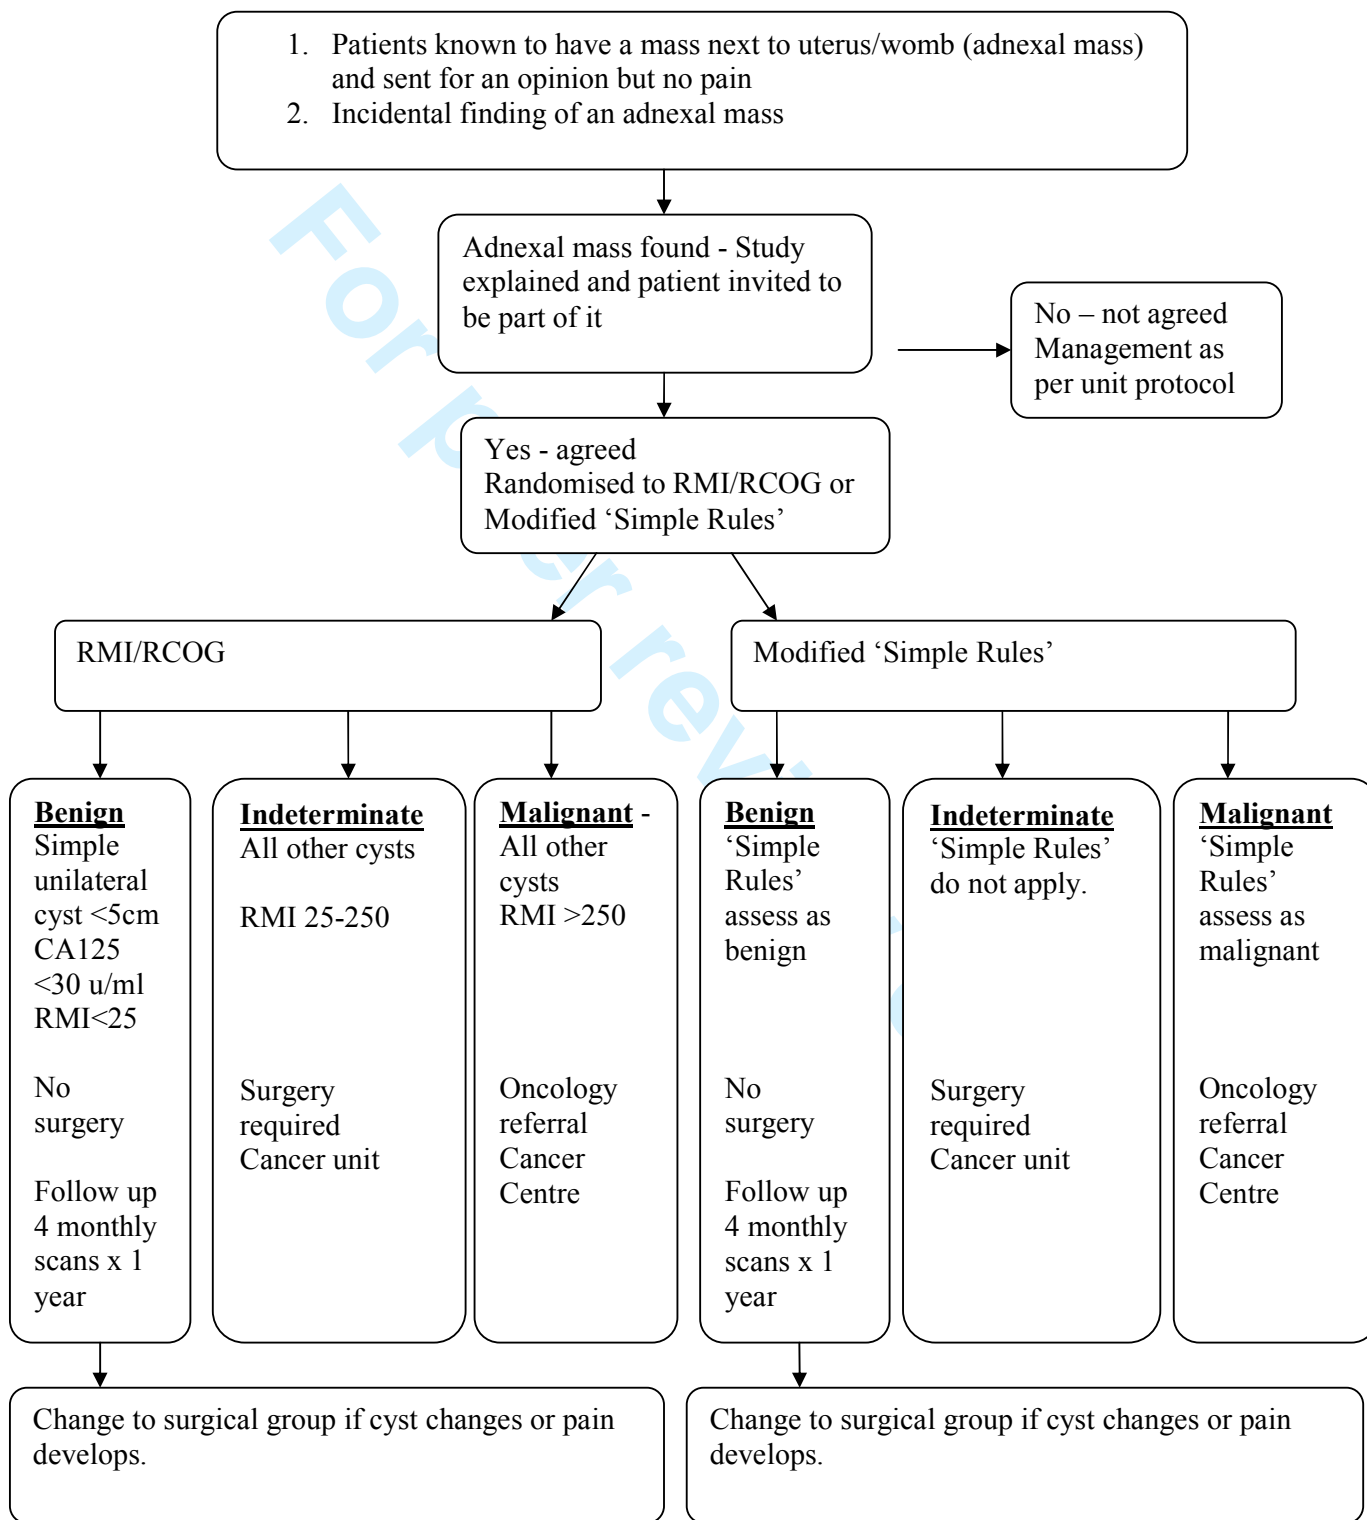 1. Patients known to have a mass next to uterus/womb (adnexal mass)
and sent for an opinion but no pain
2. Incidental finding of an adnexal mass
Adnexal mass found - Study
explained and patient invited to
be part of it
No – not agreed
Management as
per unit protocol
Yes - agreed
Randomised to RMI/RCOG or
Modified ‘Simple Rules’
RMI/RCOG
Modified ‘Simple Rules’
Benign
Simple
unilateral
cyst <5cm
CA125
<30 u/ml
RMI<25
No
surgery
Follow up
4 monthly
scans x 1
year
Indeterminate
All other cysts
RMI 25-250
Surgery
required
Cancer unit
Malignant -
All other
cysts
RMI >250
Oncology
referral
Cancer
Centre
Benign
‘Simple
Rules’
assess as
benign
No
surgery
Follow up
4 monthly
scans x 1
year
Indeterminate
‘Simple Rules’
do not apply.
Surgery
required
Cancer unit
Malignant
‘Simple
Rules’
assess as
malignant
Oncology
referral
Cancer
Centre
Change to surgical group if cyst changes or pain
develops.
Change to surgical group if cyst changes or pain
develops.
For